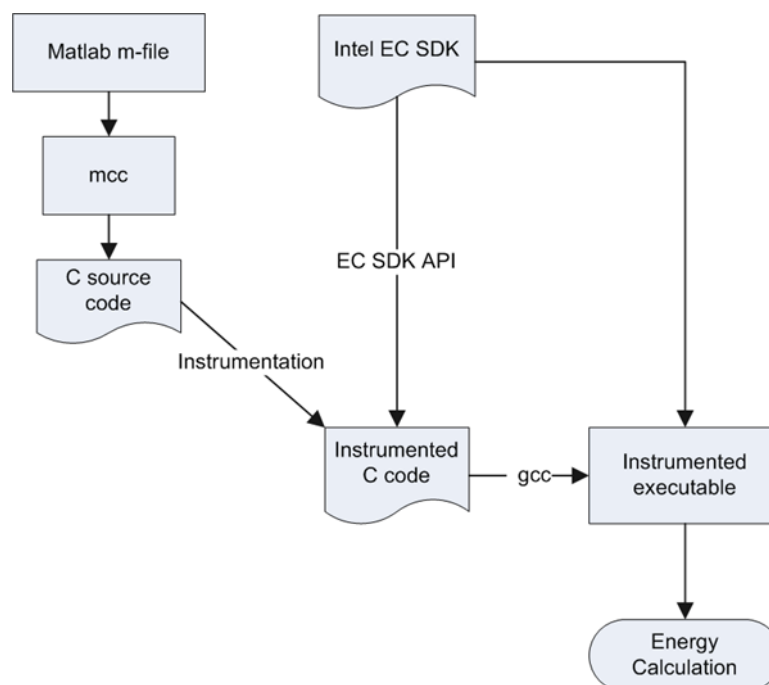 Matlab m-file
Intel EC SDK
mcc
EC SDK API
C source
code
Instrumentation
Instrumented
C code
gcc
Instrumented
executable
Energy
Calculation